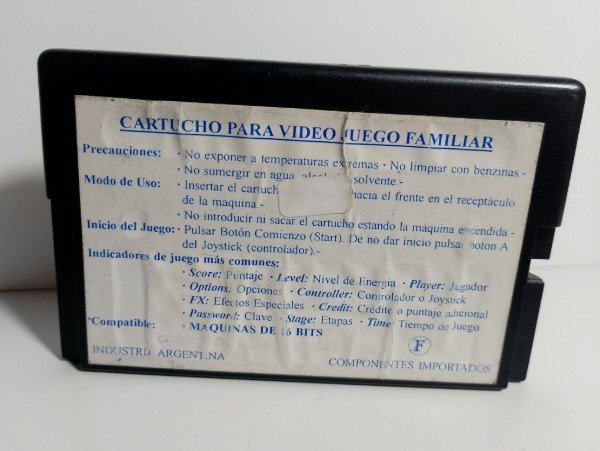 CARTUCHO PARA VIDEO JUEGO FAMILIAR
Precauciones: · No exponer a temperaturas extremas · No limpiar con bencinas.-
· No sumergir en agua, solvente.-
Modo de Uso: · Insertar el cartucho hacia el frente en el receptáculo
de la maquina.-
· No introducir ni sacar el cartucho estando la maquina encendida.-
Inicio del Juego: · Pulsar Botón Comienzo (Start). De no dar inicio pulsar boton A
del Joystick (controlador).-
Indicadores de juego más comunes:
· Score: Puntaje · Level: Nivel de Energia · Player: Jugador
· Options: Opciones · Controller: Controlador o Joystick
· FX: Efectos Especiales · Credit: Crédito o puntaje adicional
· Password: Clave · Stage: Etapas · Time: Tiempo de Juego
*Compatible: · MAQUINAS DE 16 BITS
F
INDUSTRIA ARGENTINA COMPONENTES IMPORTADOS